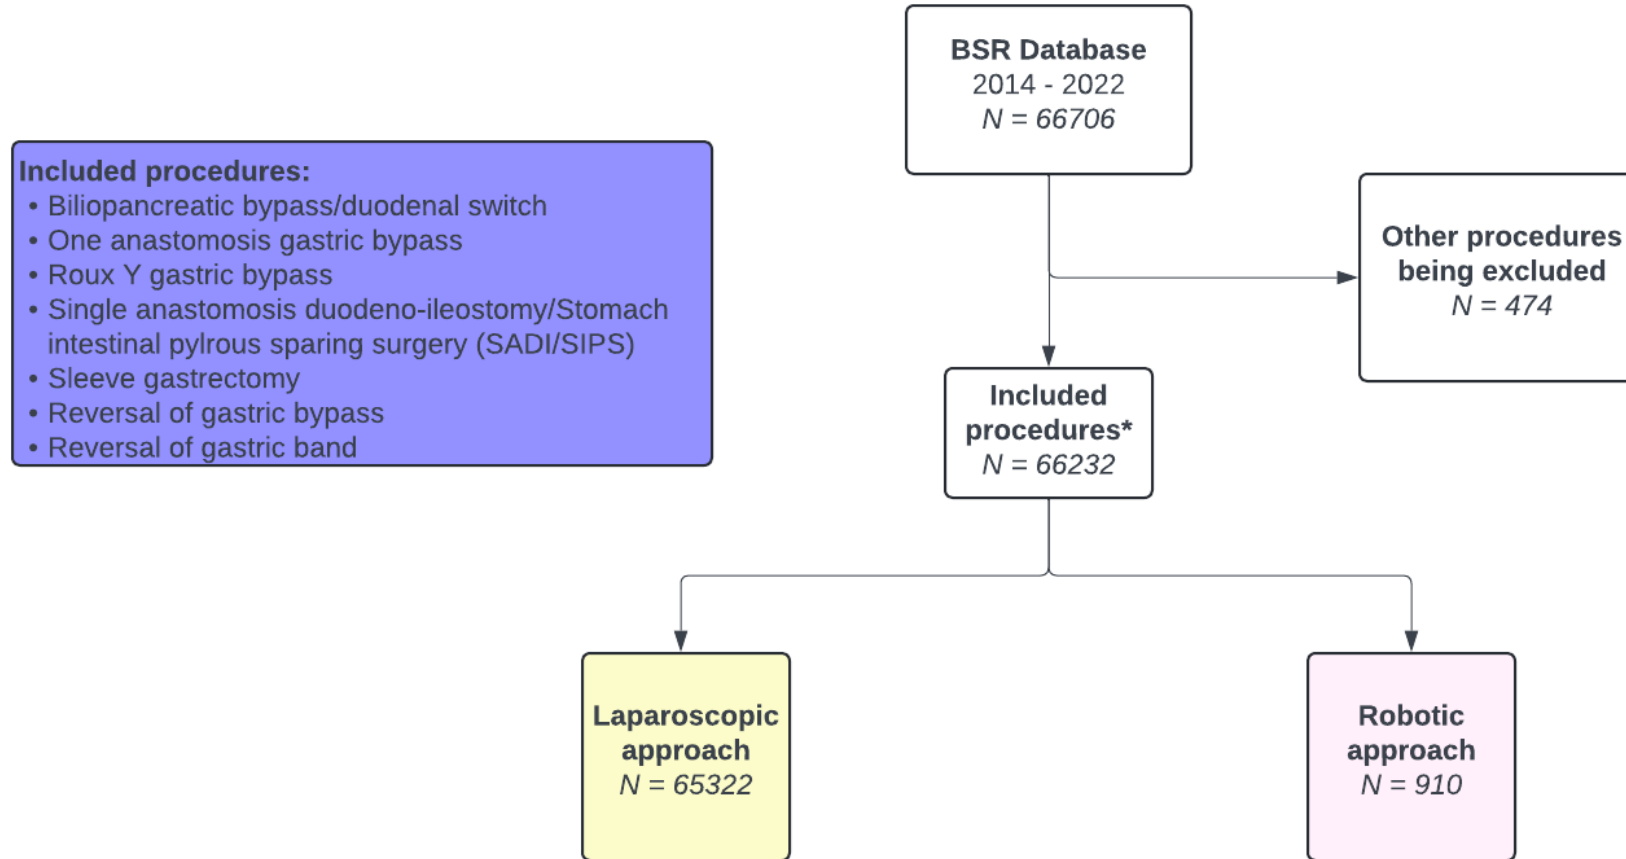 BSR Database
2014 - 2022
N = 66706
Included procedures:
• Biliopancreatic bypass/duodenal switch
• One anastomosis gastric bypass
• Roux Y gastric bypass
• Single anastomosis duodeno-ileostomy/Stomach
intestinal pylrous sparing surgery (SADI/SIPS)
• Sleeve gastrectomy
• Reversal of gastric bypass
• Reversal of gastric band
Other procedures
being excluded
N = 474
Included
procedures*
N = 66232
Laparoscopic
approach
N = 65322
Robotic
approach
N = 910